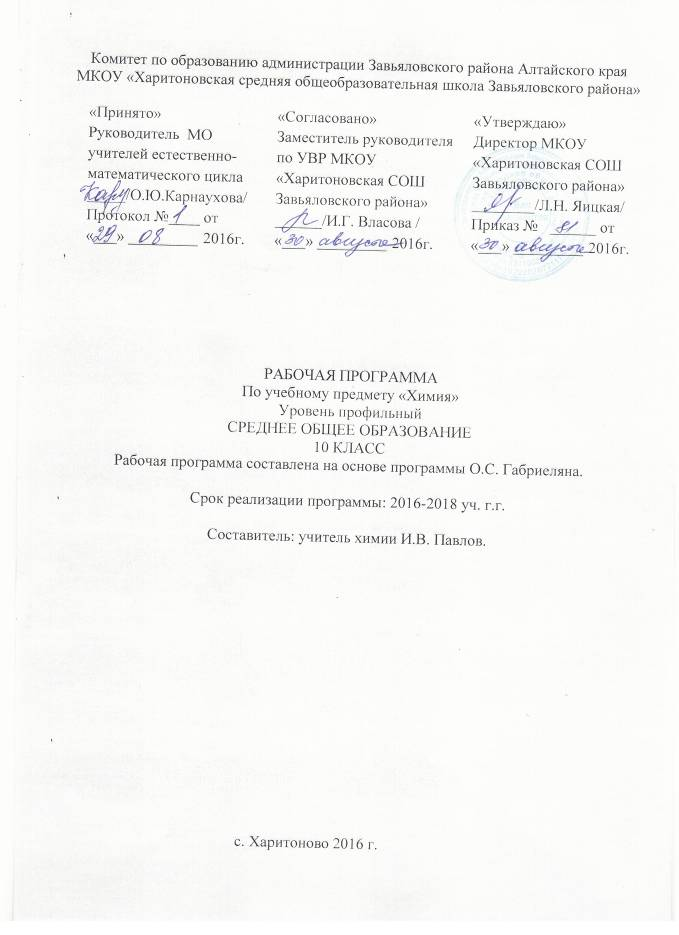 Комитет по образованию администрации Завьяловского района Алтайского края
МКОУ «Харитоновская средняя общеобразовательная школа Завьяловского района»
«Принято»
Руководитель МО
учителей естественно-
математического цикла
/О.Ю.Карнаухова/
Протокол № 1 от
«29» 08 2016г.
«Согласовано»
Заместитель руководителя
по УВР МКОУ
«Харитоновская СОШ
Завьяловского района»
/И.Г. Власова /
«30» августа 2016г.
«Утверждаю»
Директор МКОУ
«Харитоновская СОШ
Завьяловского района»
/Л.Н. Яицкая/
Приказ № 81 от
«30» августа 2016г.
РАБОЧАЯ ПРОГРАММА
По учебному предмету «Химия»
Уровень профильный
СРЕДНЕЕ ОБЩЕЕ ОБРАЗОВАНИЕ
10 КЛАСС
Рабочая программа составлена на основе программы О.С. Габриеляна.
Срок реализации программы: 2016-2018 уч. г.г.
Составитель: учитель химии И.В. Павлов.
с. Харитоново 2016 г.